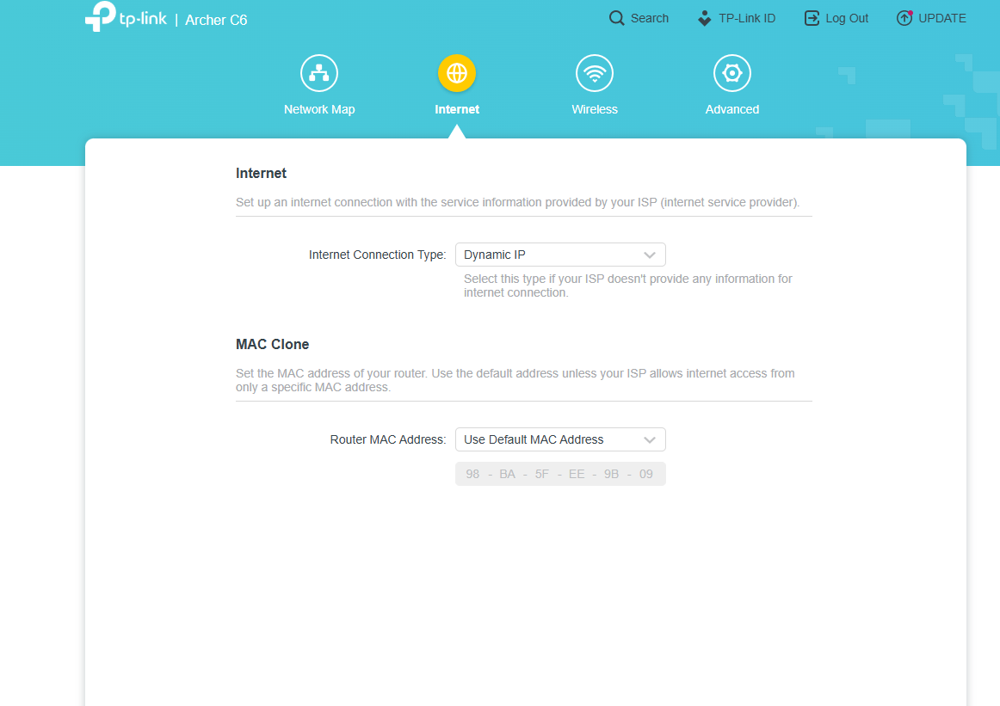 tp-link | Archer C6
Search TP-Link ID Log Out UPDATE
Network Map Internet Wireless Advanced
Internet
Set up an internet connection with the service information provided by your ISP (internet service provider).
Internet Connection Type: Dynamic IP
Select this type if your ISP doesn't provide any information for
internet connection.
MAC Clone
Set the MAC address of your router. Use the default address unless your ISP allows internet access from
only a specific MAC address.
Router MAC Address: Use Default MAC Address
98 - BA - 5F - EE - 9B - 09